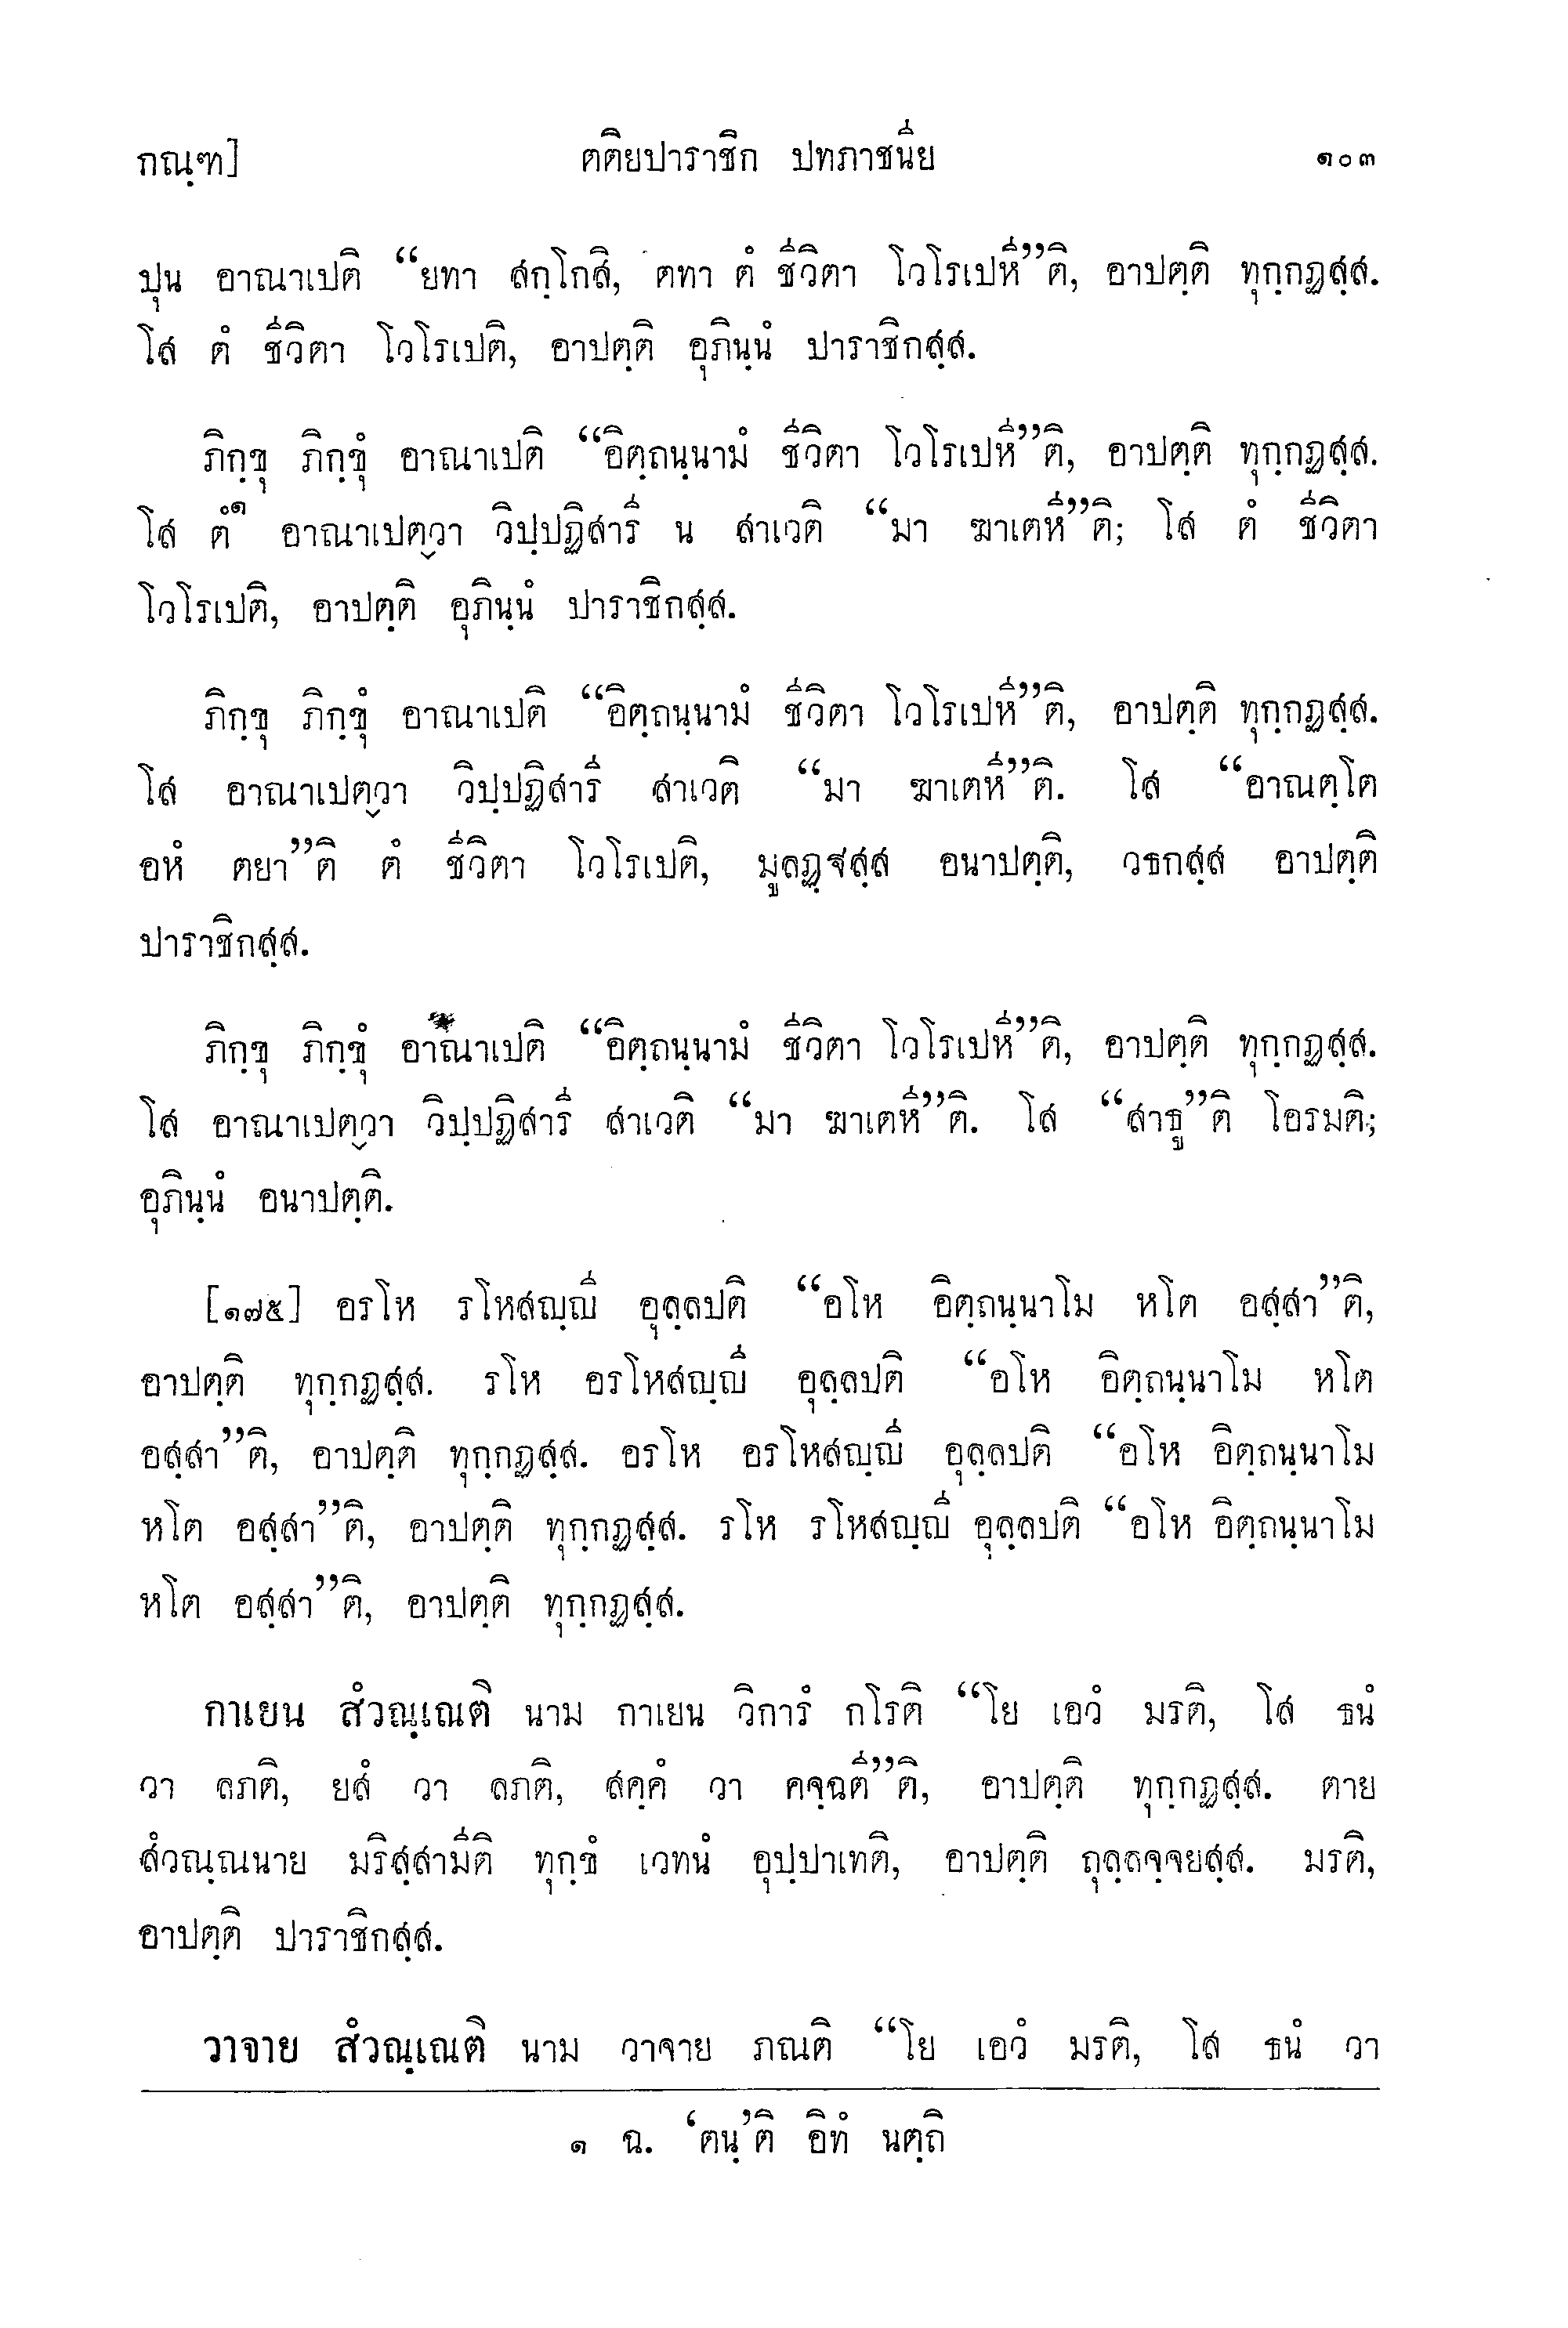 กณฺฑ] ตติยปาราชิก ปทภาชนีย ๑๐๓
ปุน อาณาเปติ “ยทา สกฺโกสิ, ตทา ตํ ชีวิตา โวโรเปหี”ติ, อาปตฺติ ทุกฺกฏสฺส.
โส ตํ ชีวิตา โวโรเปติ, อาปตฺติ อุภินฺนํ ปาราชิกสฺส.
ภิกฺขุ ภิกฺขุํ อาณาเปติ “อิตฺถนฺนามํ ชีวิตา โวโรเปหี”ติ, อาปตฺติ ทุกฺกฏสฺส.
โส ตํ๑ อาณาเปตฺวา วิปฺปฏิสารี น สาเวติ “มา ฆาเตหี”ติ; โส ตํ ชีวิตา
โวโรเปติ, อาปตฺติ อุภินฺนํ ปาราชิกสฺส.
ภิกฺขุ ภิกฺขุํ อาณาเปติ “อิตฺถนฺนามํ ชีวิตา โวโรเปหี”ติ, อาปตฺติ ทุกฺกฏสฺส.
โส อาณาเปตฺวา วิปฺปฏิสารี สาเวติ “มา ฆาเตหี”ติ. โส “อาณตฺโต
อหํ ตยา”ติ ตํ ชีวิตา โวโรเปติ, มูลฏฺฐสฺส อนาปตฺติ, วธกสฺส อาปตฺติ
ปาราชิกสฺส.
ภิกฺขุ ภิกฺขุํ อาณาเปติ “อิตฺถนฺนามํ ชีวิตา โวโรเปหี”ติ, อาปตฺติ ทุกฺกฏสฺส.
โส อาณาเปตฺวา วิปฺปฏิสารี สาเวติ “มา ฆาเตหี”ติ. โส “สาธู”ติ โอรมติ;
อุภินฺนํ อนาปตฺติ.
[๑๗๕] อรโห รโหสญฺญี อุลฺลปติ “อโห อิตฺถนฺนาโม หโต อสฺสา”ติ,
อาปตฺติ ทุกฺกฏสฺส. รโห อรโหสญฺญี อุลฺลปติ “อโห อิตฺถนฺนาโม หโต
อสฺสา”ติ, อาปตฺติ ทุกฺกฏสฺส. อรโห อรโหสญฺญี อุลฺลปติ “อโห อิตฺถนฺนาโม
หโต อสฺสา”ติ, อาปตฺติ ทุกฺกฏสฺส. รโห รโหสญฺญี อุลฺลปติ “อโห อิตฺถนฺนาโม
หโต อสฺสา”ติ, อาปตฺติ ทุกฺกฏสฺส.
กาเยน สํวณฺเณติ นาม กาเยน วิการํ กโรติ “โย เอวํ มรติ, โส ธนํ
วา ลภติ, ยสํ วา ลภติ, สคฺคํ วา คจฺฉตี”ติ, อาปตฺติ ทุกฺกฏสฺส. ตาย
สํวณฺณนาย มริสฺสามีติ ทุกฺขํ เวทนํ อุปฺปาเทติ, อาปตฺติ ถุลฺลจฺจยสฺส. มรติ,
อาปตฺติ ปาราชิกสฺส.
วาจาย สํวณฺเณติ นาม วาจาย ภณติ “โย เอวํ มรติ, โส ธนํ วา
๑ ฉ. ‘ตนฺ’ติ อิทํ นตฺถิ